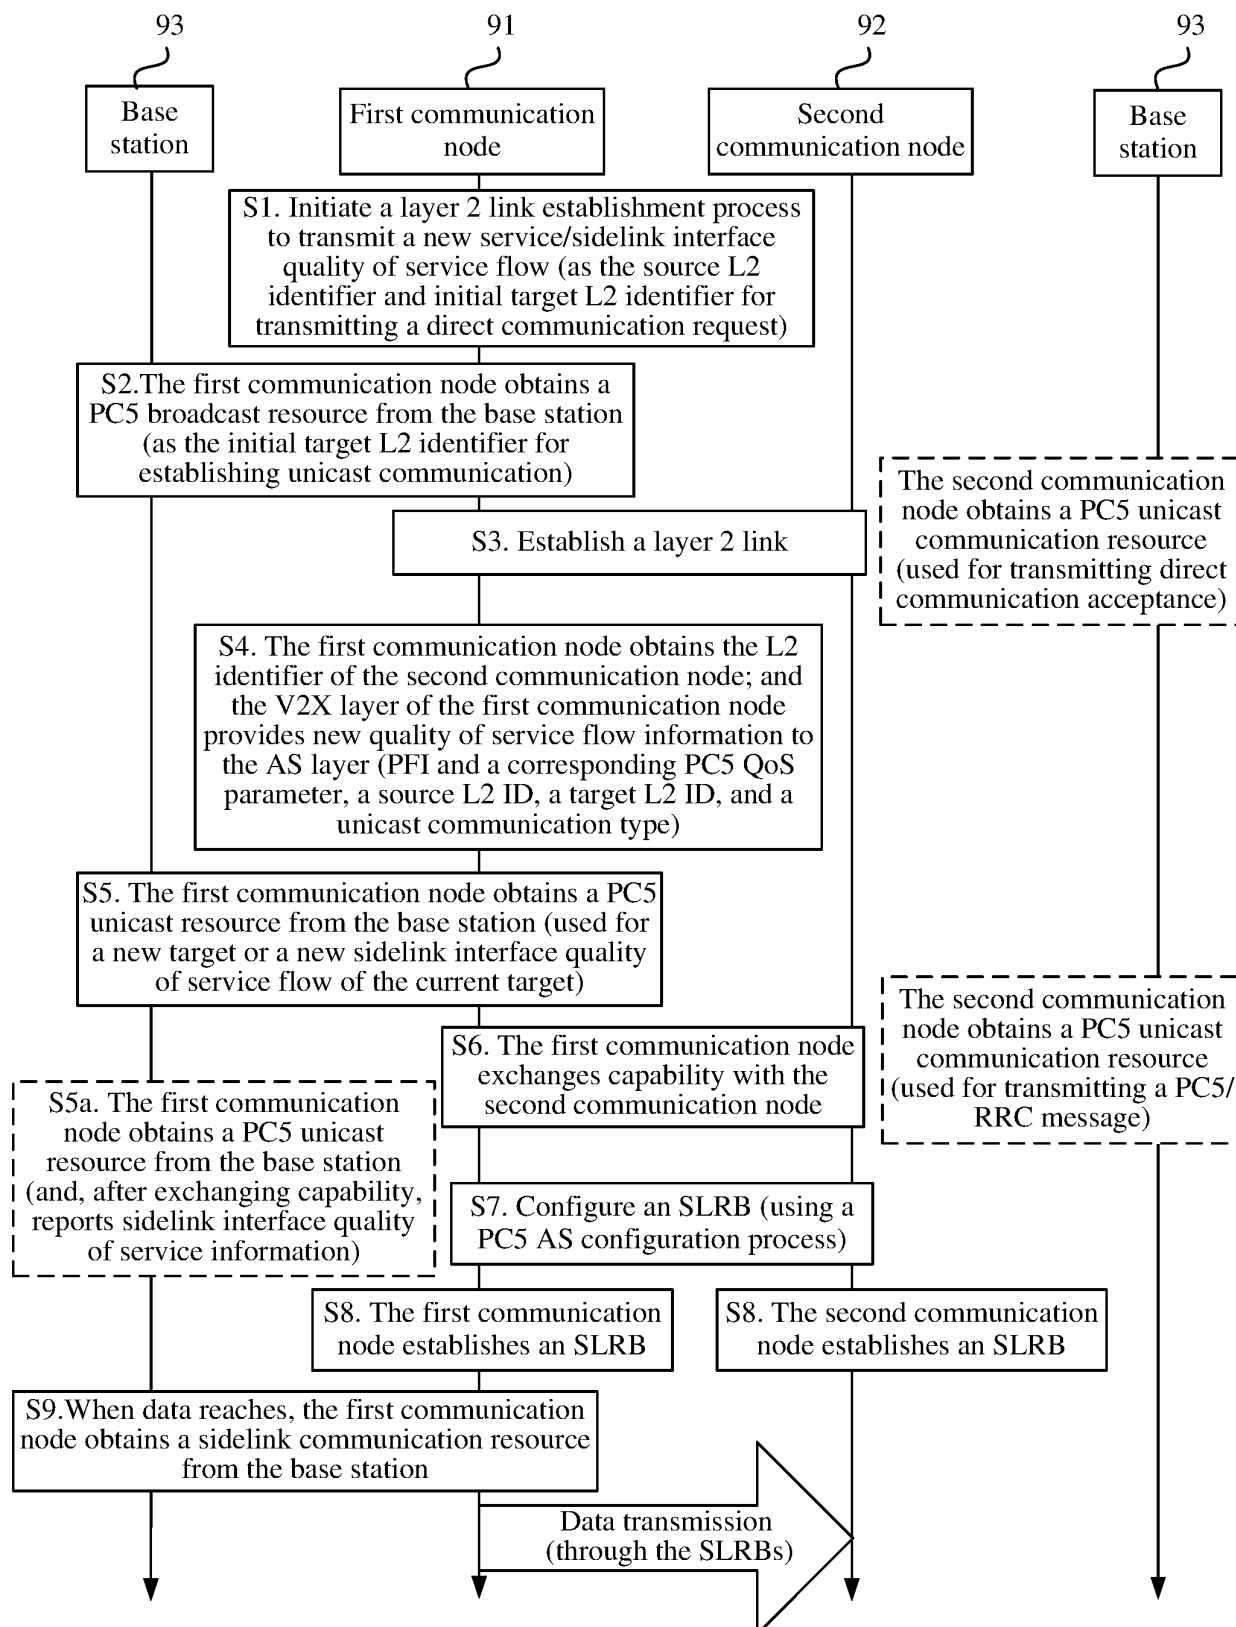 93
91
92
93
Base
station
First communication
node
Second
communication node
Base
station
S1. Initiate a layer 2 link establishment process
to transmit a new service/sidelink interface
quality of service flow (as the source L2
identifier and initial target L2 identifier for
transmitting a direct communication request)
S2.The first communication node obtains a
PC5 broadcast resource from the base station
(as the initial target L2 identifier for
establishing unicast communication)
The second communication
node obtains a PC5 unicast
communication resource
(used for transmitting direct
communication acceptance)
S3. Establish a layer 2 link
S4. The first communication node obtains the L2
identifier of the second communication node; and
the V2X layer of the first communication node
provides new quality of service flow information to
the AS layer (PFI and a corresponding PC5 QoS
parameter, a source L2 ID, a target L2 ID, and a
unicast communication type)
S5. The first communication node obtains a PC5
unicast resource from the base station (used for
a new target or a new sidelink interface quality
of service flow of the current target)
The second communication
node obtains a PC5 unicast
communication resource
(used for transmitting a PC5/
RRC message)
S6. The first communication node
exchanges capability with the
second communication node
S5a. The first communication
node obtains a PC5 unicast
resource from the base station
(and, after exchanging capability,
reports sidelink interface quality
of service information)
S7. Configure an SLRB (using a
PC5 AS configuration process)
S8. The first communication
node establishes an SLRB
S8. The second communication
node establishes an SLRB
S9.When data reaches, the first communication
node obtains a sidelink communication resource
from the base station
Data transmission
(through the SLRBs)